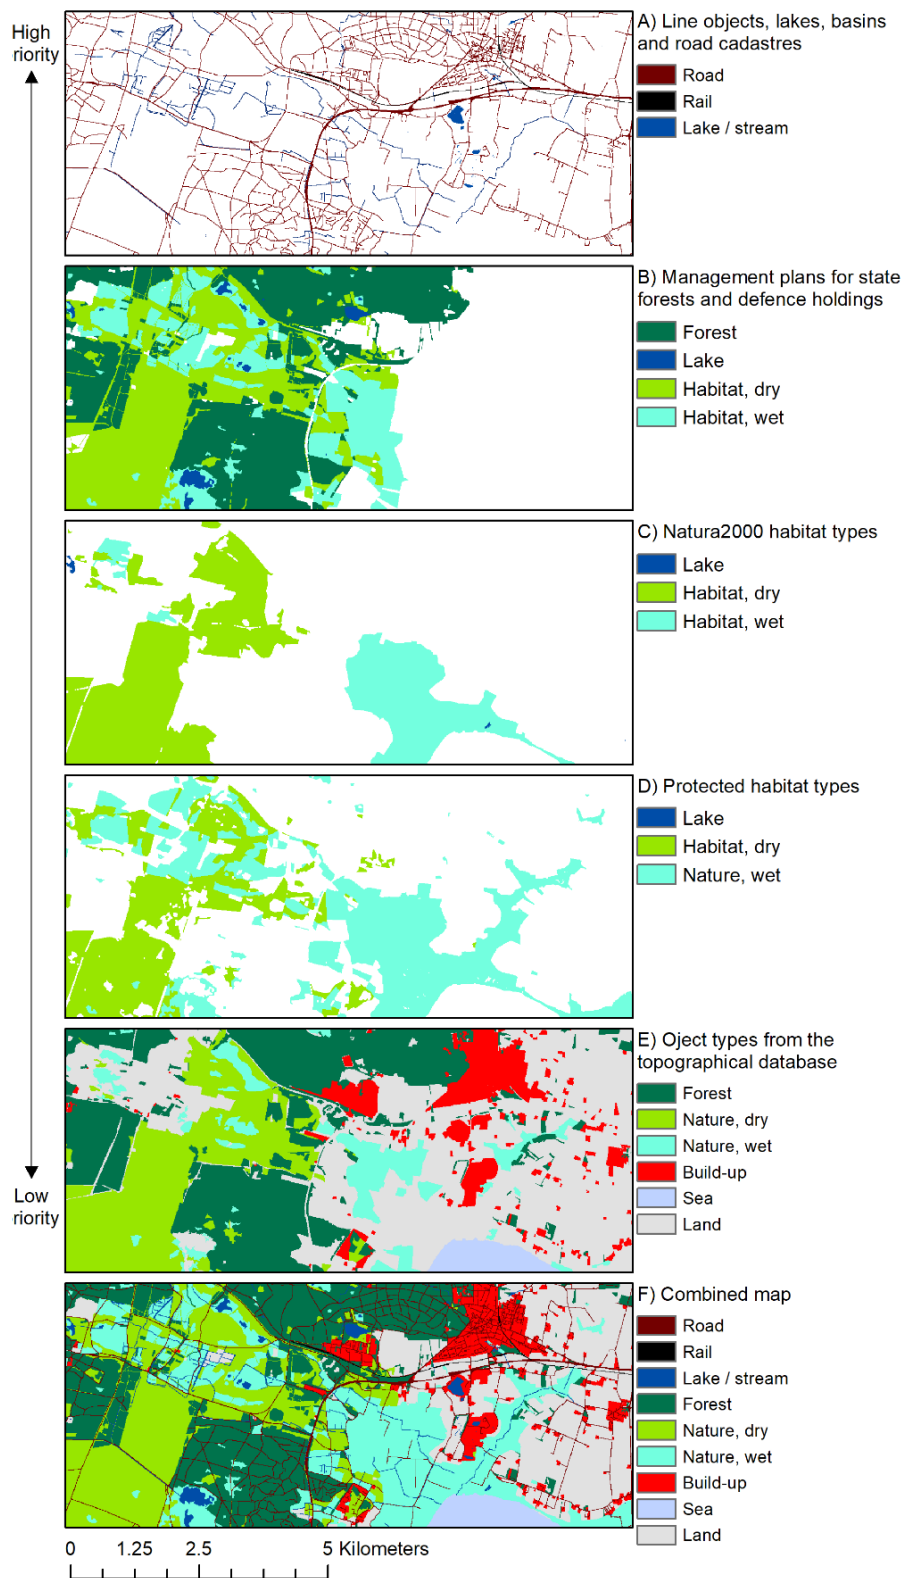 High
riority
A) Line objects, lakes, basins
and road cadastres
Road
Rail
Lake / stream
B) Management plans for state
forests and defence holdings
Forest
Lake
Habitat, dry
Habitat, wet
C) Natura2000 habitat types
Lake
Habitat, dry
Habitat, wet
D) Protected habitat types
Lake
Habitat, dry
Nature, wet
E) Oject types from the
topographical database
Forest
Nature, dry
Nature, wet
Build-up
Sea
Land
Low
riority
F) Combined map
Road
Rail
Lake / stream
Forest
Nature, dry
Nature, wet
Build-up
Sea
Land
0 1.25 2.5 5 Kilometers